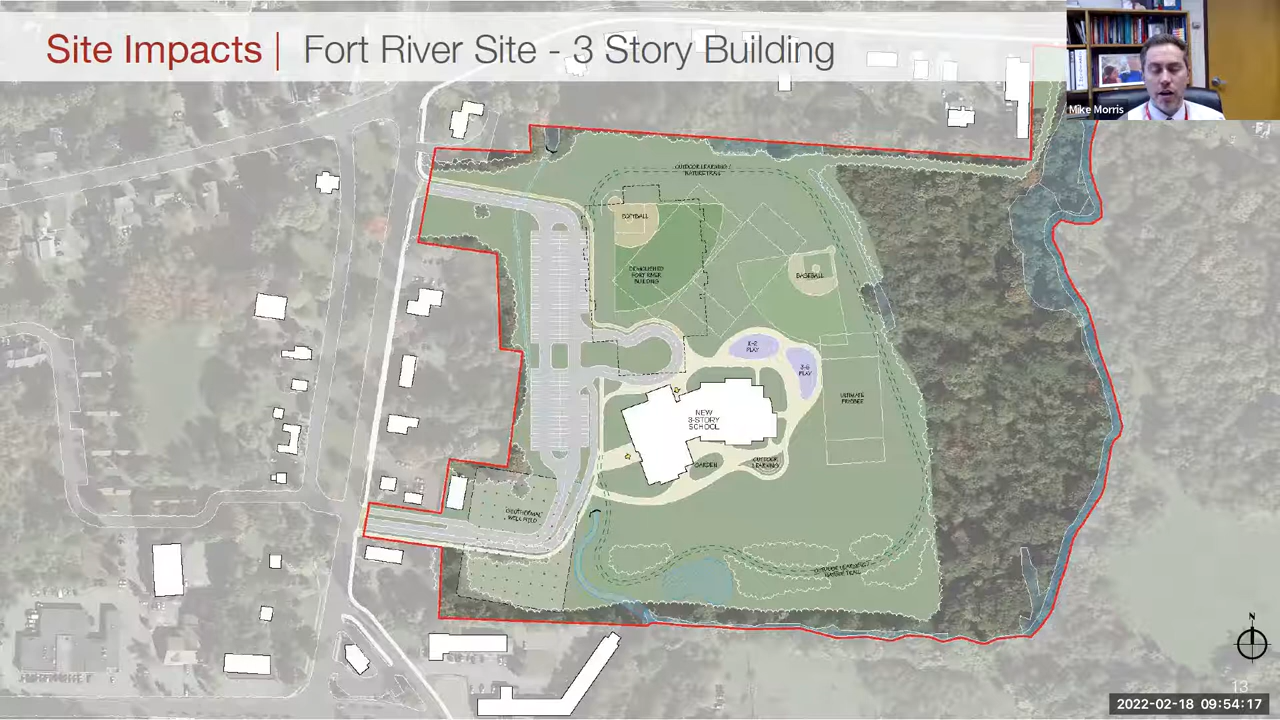 Site Impacts | Fort River Site - 3 Story Building
Mike Morris
OUTDOOR LEARNING /
NATURE TRAIL
SOFTBALL
DEMOLISHED
FORT RIVER
BUILDING
BASEBALL
K-2
PLAY
3-5
PLAY
ULTIMATE
FRISBEE
NEW
3-STORY
SCHOOL
GARDEN
OUTDOOR
LEARNING
GEOTHERMAL
WELL FIELD
OUTDOOR LEARNING /
NATURE TRAIL
N
13
2022-02-18 09:54:17